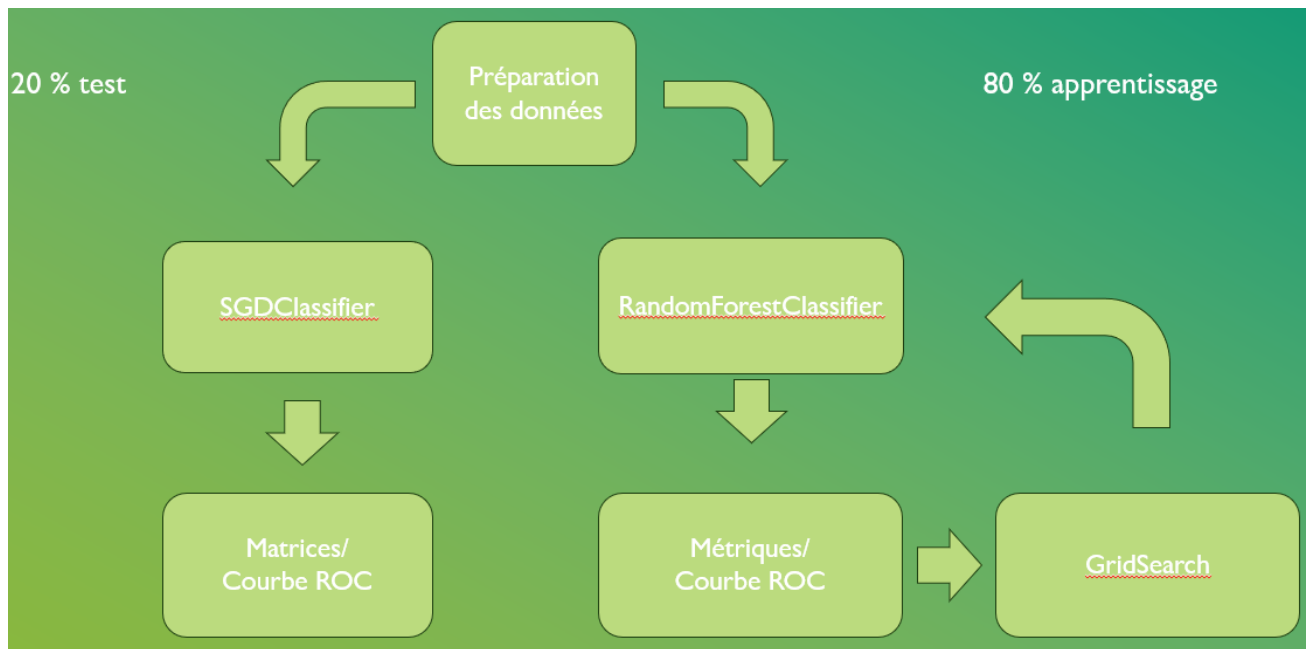 20 % test
Préparation
des données
80 % apprentissage
SGDClassifier
RandomForestClassifier
Matrices/
Courbe ROC
Métriques/
Courbe ROC
GridSearch